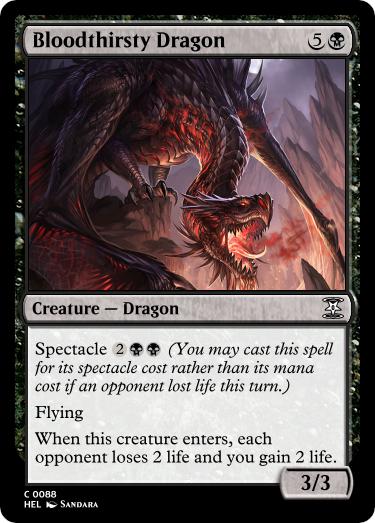 Bloodthirsty Dragon 5
Creature — Dragon
Spectacle 2 (You may cast this spell
for its spectacle cost rather than its mana
cost if an opponent lost life this turn.)
Flying
When this creature enters, each
opponent loses 2 life and you gain 2 life.
3/3
C 0088
HEL Sandara